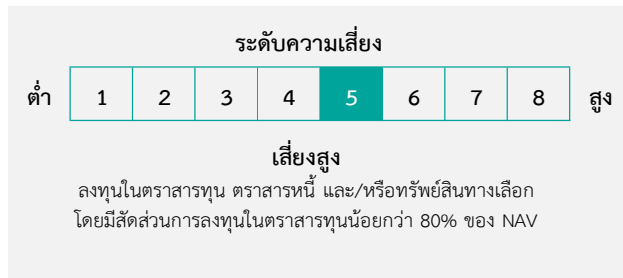 ระดับความเสี่ยง
ต่ำ 1 2 3 4 5 6 7 8 สูง
เสี่ยงสูง
ลงทุนในตราสารทุน ตราสารหนี้ และ/หรือทรัพย์สินทางเลือก
โดยมีสัดส่วนการลงทุนในตราสารทุนน้อยกว่า 80% ของ NAV